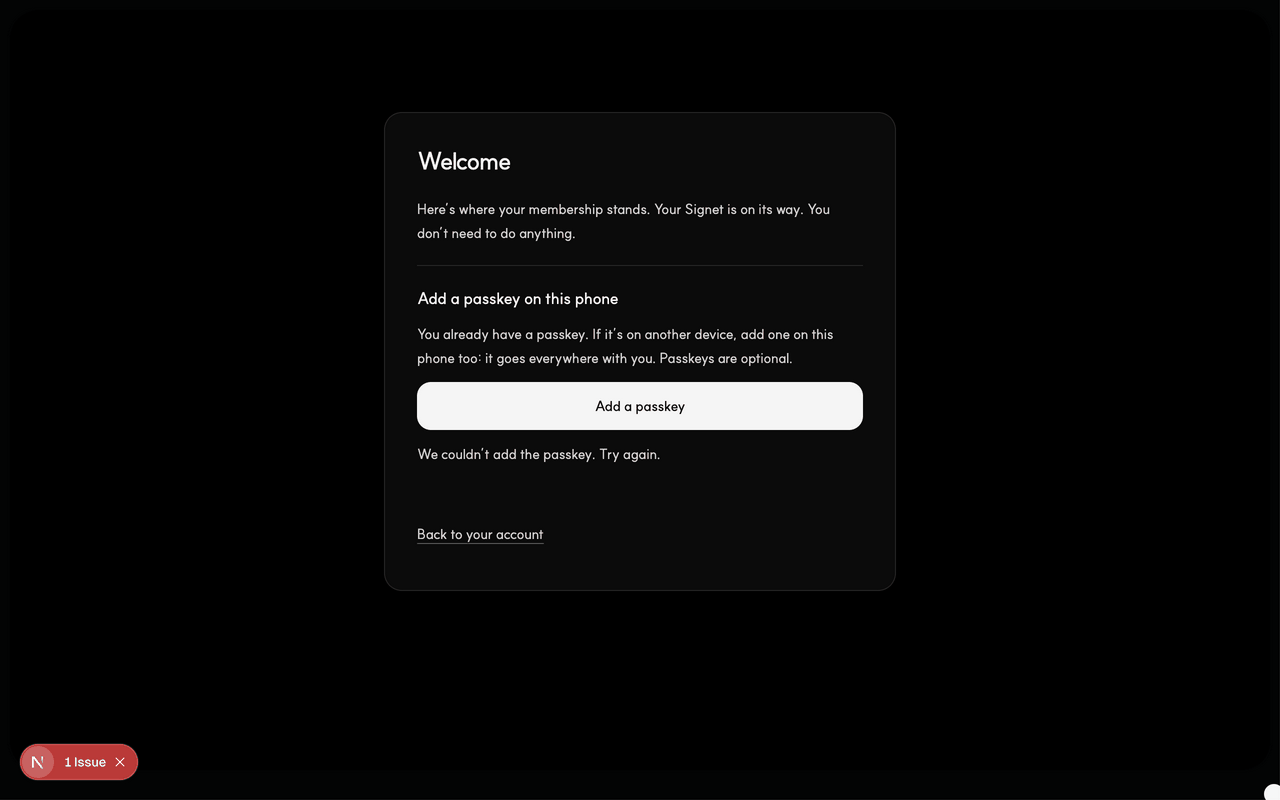 Welcome
Here's where your membership stands. Your Signet is on its way. You
don't need to do anything.
Add a passkey on this phone
You already have a passkey. If it's on another device, add one on this
phone too: it goes everywhere with you. Passkeys are optional.
Add a passkey
We couldn't add the passkey. Try again.
Back to your account
N 1 Issue